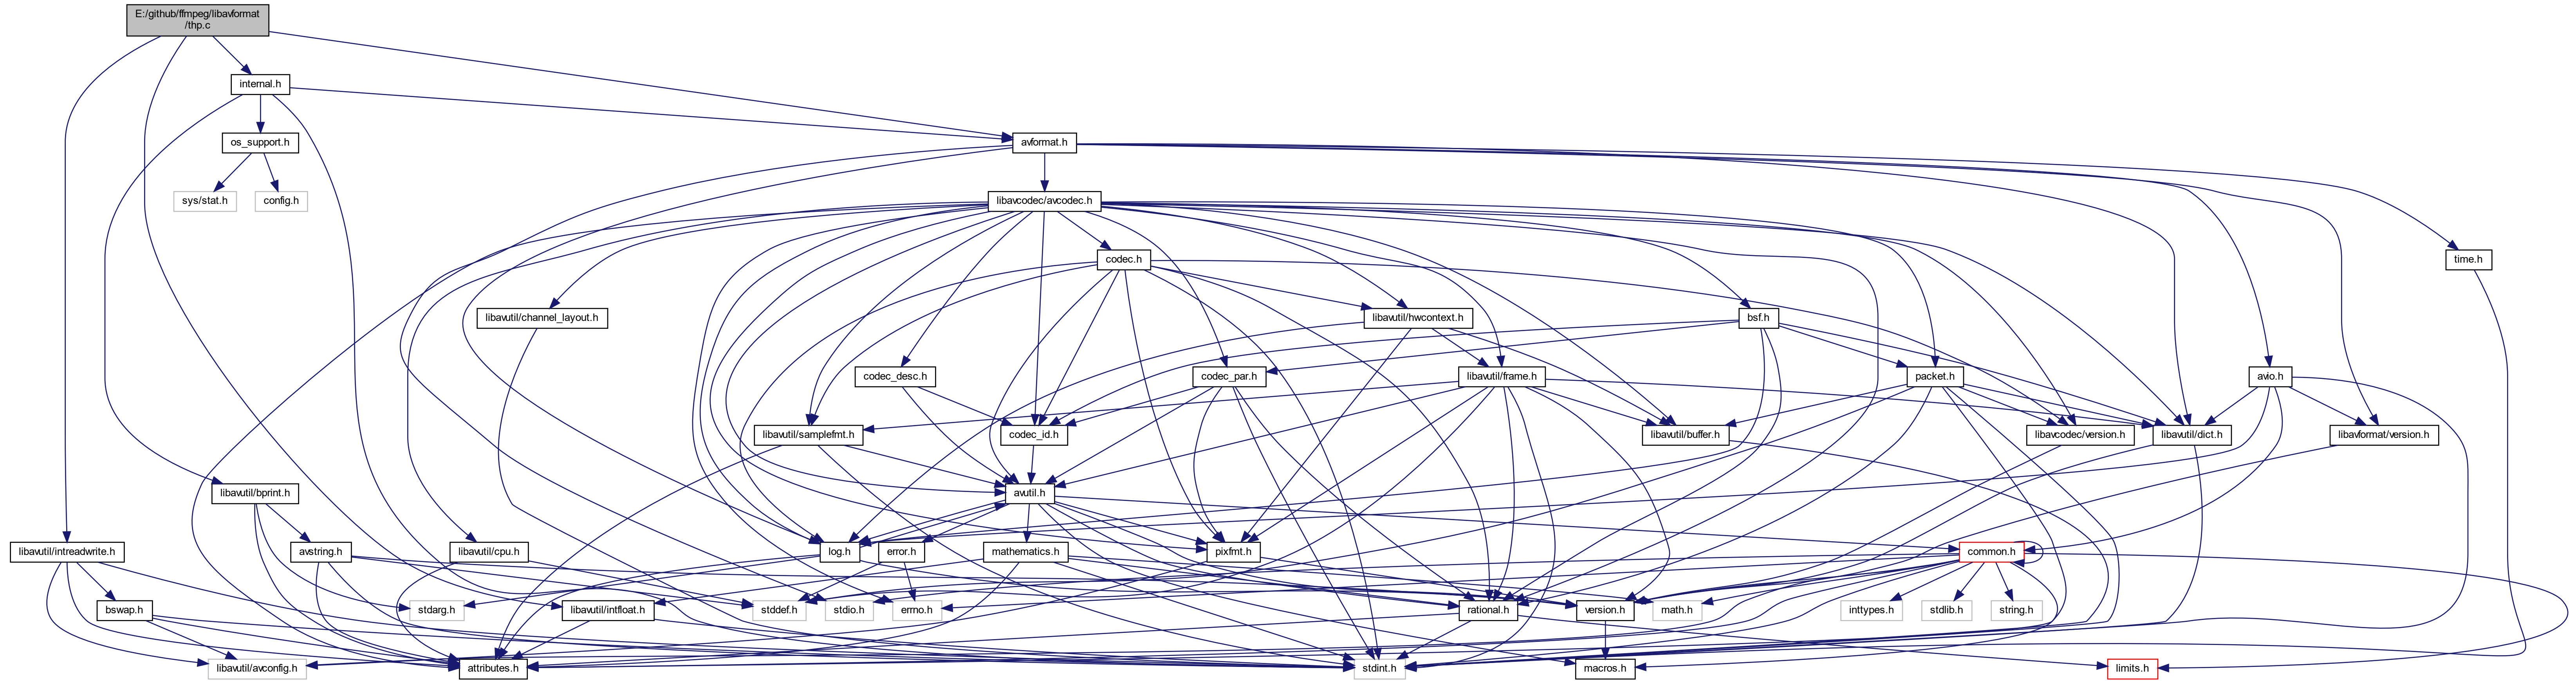 E:/github/ffmpeg/libavformat
/thp.c
internal.h
os_support.h
avformat.h
sys/stat.h
config.h
libavcodec/avcodec.h
codec.h
time.h
libavutil/channel_layout.h
libavutil/hwcontext.h
bsf.h
codec_desc.h
codec_par.h
libavutil/frame.h
packet.h
avio.h
libavutil/samplefmt.h
codec_id.h
libavutil/buffer.h
libavcodec/version.h
libavutil/dict.h
libavformat/version.h
libavutil/bprint.h
avutil.h
libavutil/intreadwrite.h
avstring.h
libavutil/cpu.h
log.h
error.h
mathematics.h
pixfmt.h
common.h
bswap.h
stdarg.h
libavutil/intfloat.h
stddef.h
stdio.h
errno.h
rational.h
version.h
math.h
inttypes.h
stdlib.h
string.h
libavutil/avconfig.h
attributes.h
stdint.h
macros.h
limits.h